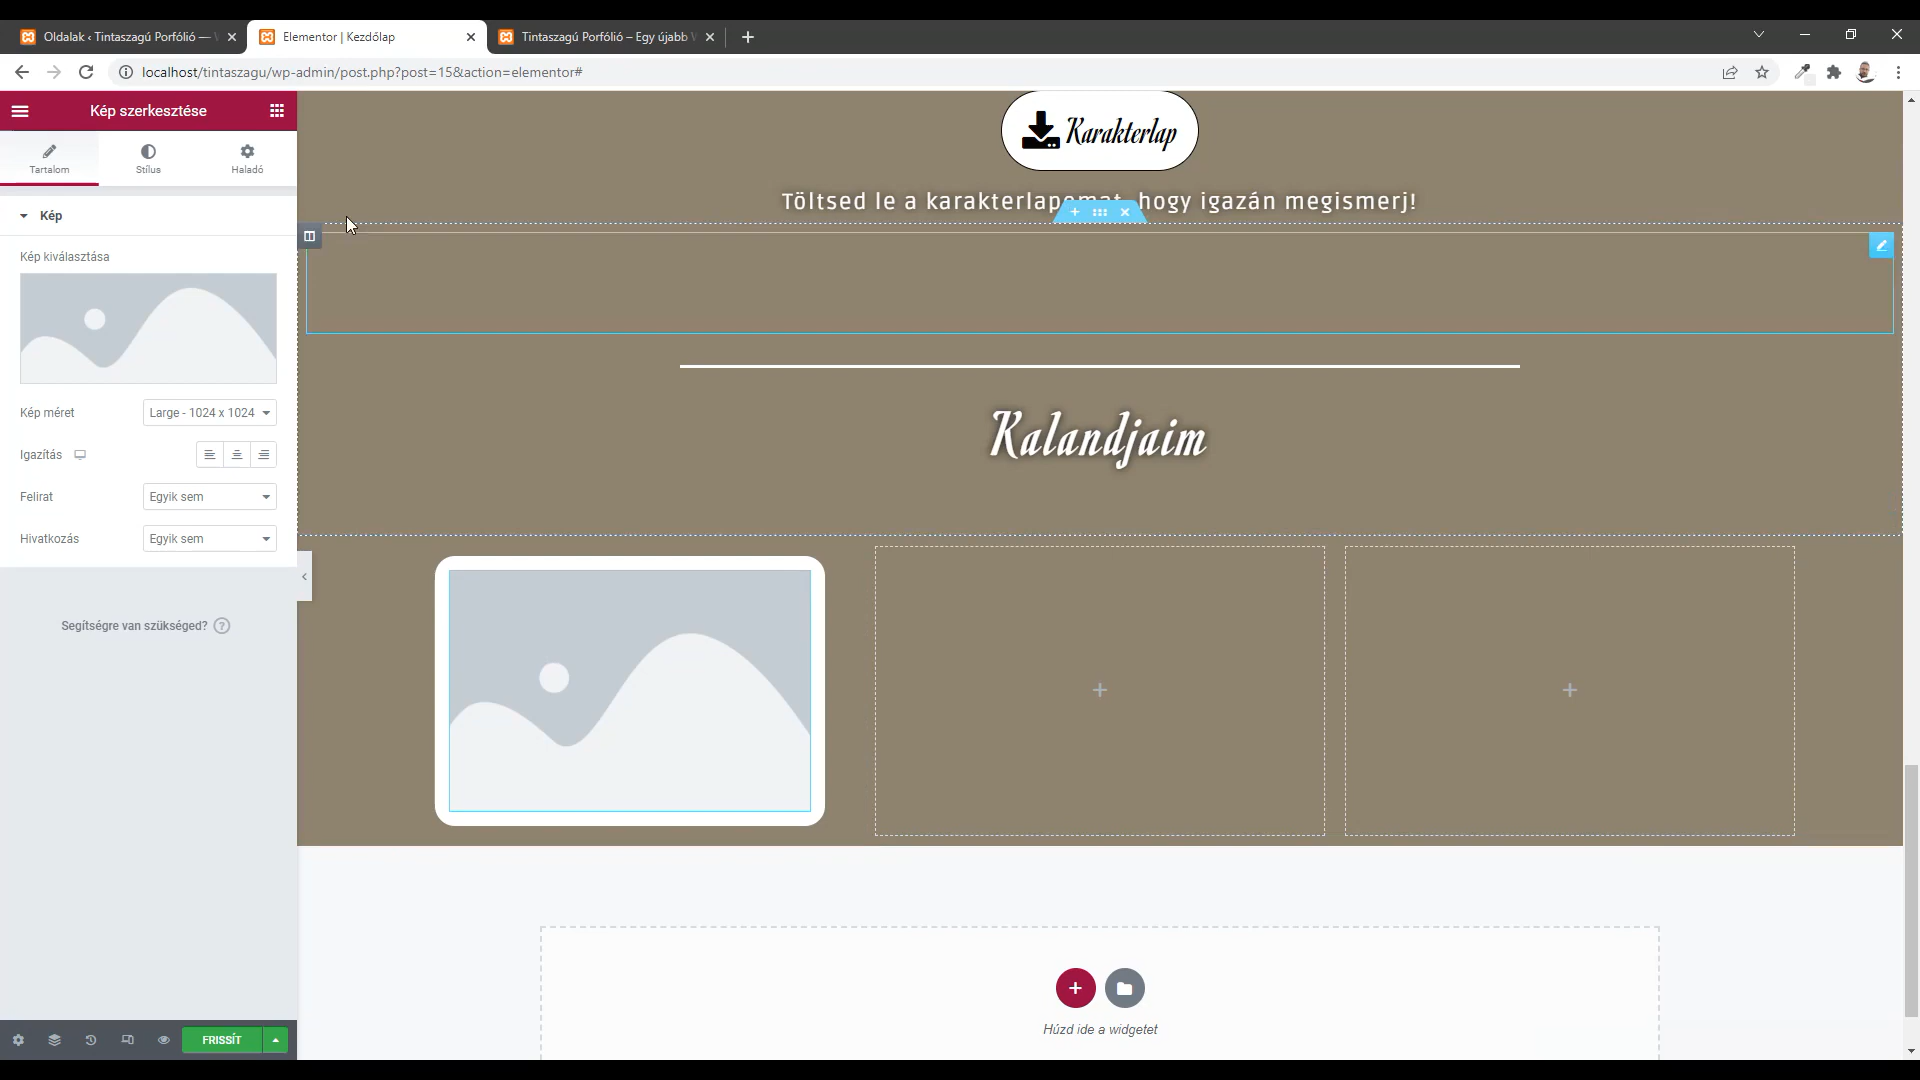 Oldalak ‹ Tintaszagú Porfólió —
Elementor | Kezdőlap
Tintaszagú Porfólió – Egy újabb
localhost/tintaszagu/wp-admin/post.php?post=15&action=elementor#
Kép szerkesztése
Tartalom
Stílus
Haladó
Kép
Kép kiválasztása
Kép méret
Large - 1024 x 1024
Igazítás
Felirat
Egyik sem
Hivatkozás
Egyik sem
Segítségre van szükséged? ?
FRISSÍT
Karakterlap
Töltsed le a karakterlapomat, hogy igazán megismerj!
Kalandjaim
Húzd ide a widgetet